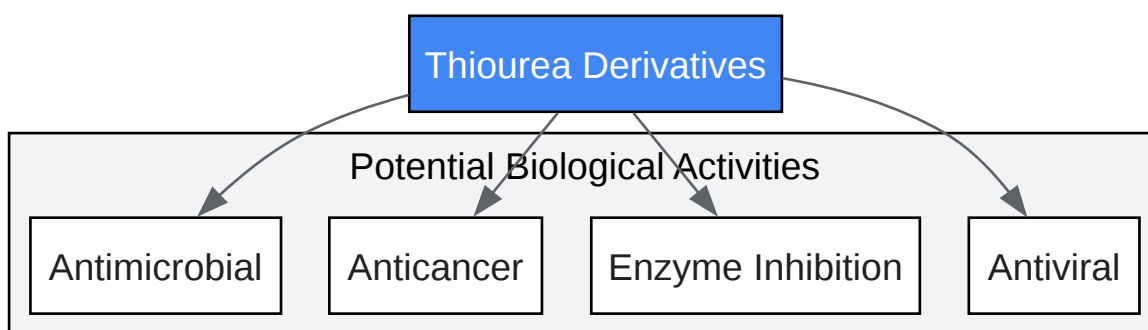 Thiourea Derivatives
Potential Biological Activities
Antimicrobial
Anticancer
Enzyme Inhibition
Antiviral